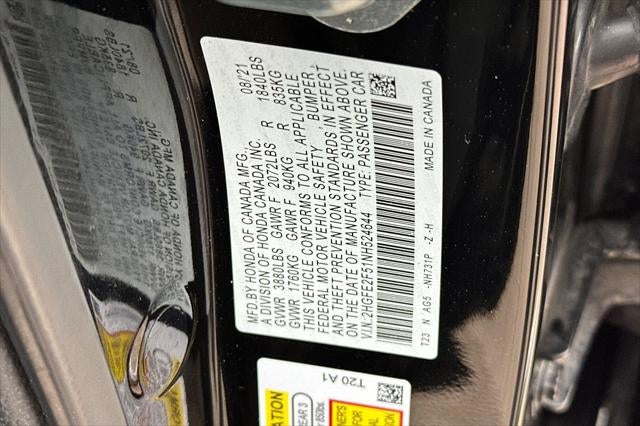 MFD.BY HONDA OF CANADA MFG. 08/'21
A DIVISION OF HONDA CANADA INC.
GVWR 3880LBS GAWR F 2072LBS R 1840LBS
GVWR 1760KG GAWR F 940KG R 835KG
THIS VEHICLE CONFORMS TO ALL APPLICABLE
FEDERAL MOTOR VEHICLE SAFETY, BUMPER,
AND THEFT PREVENTION STANDARDS IN EFFECT
ON THE DATE OF MANUFACTURE SHOWN ABOVE.
V.I.N.:2HGFE2F51NH524644 TYPE: PASSENGER CAR
T23 N AG5 -NH731P -Z -H MADE IN CANADA
T20 A1
REAR 3